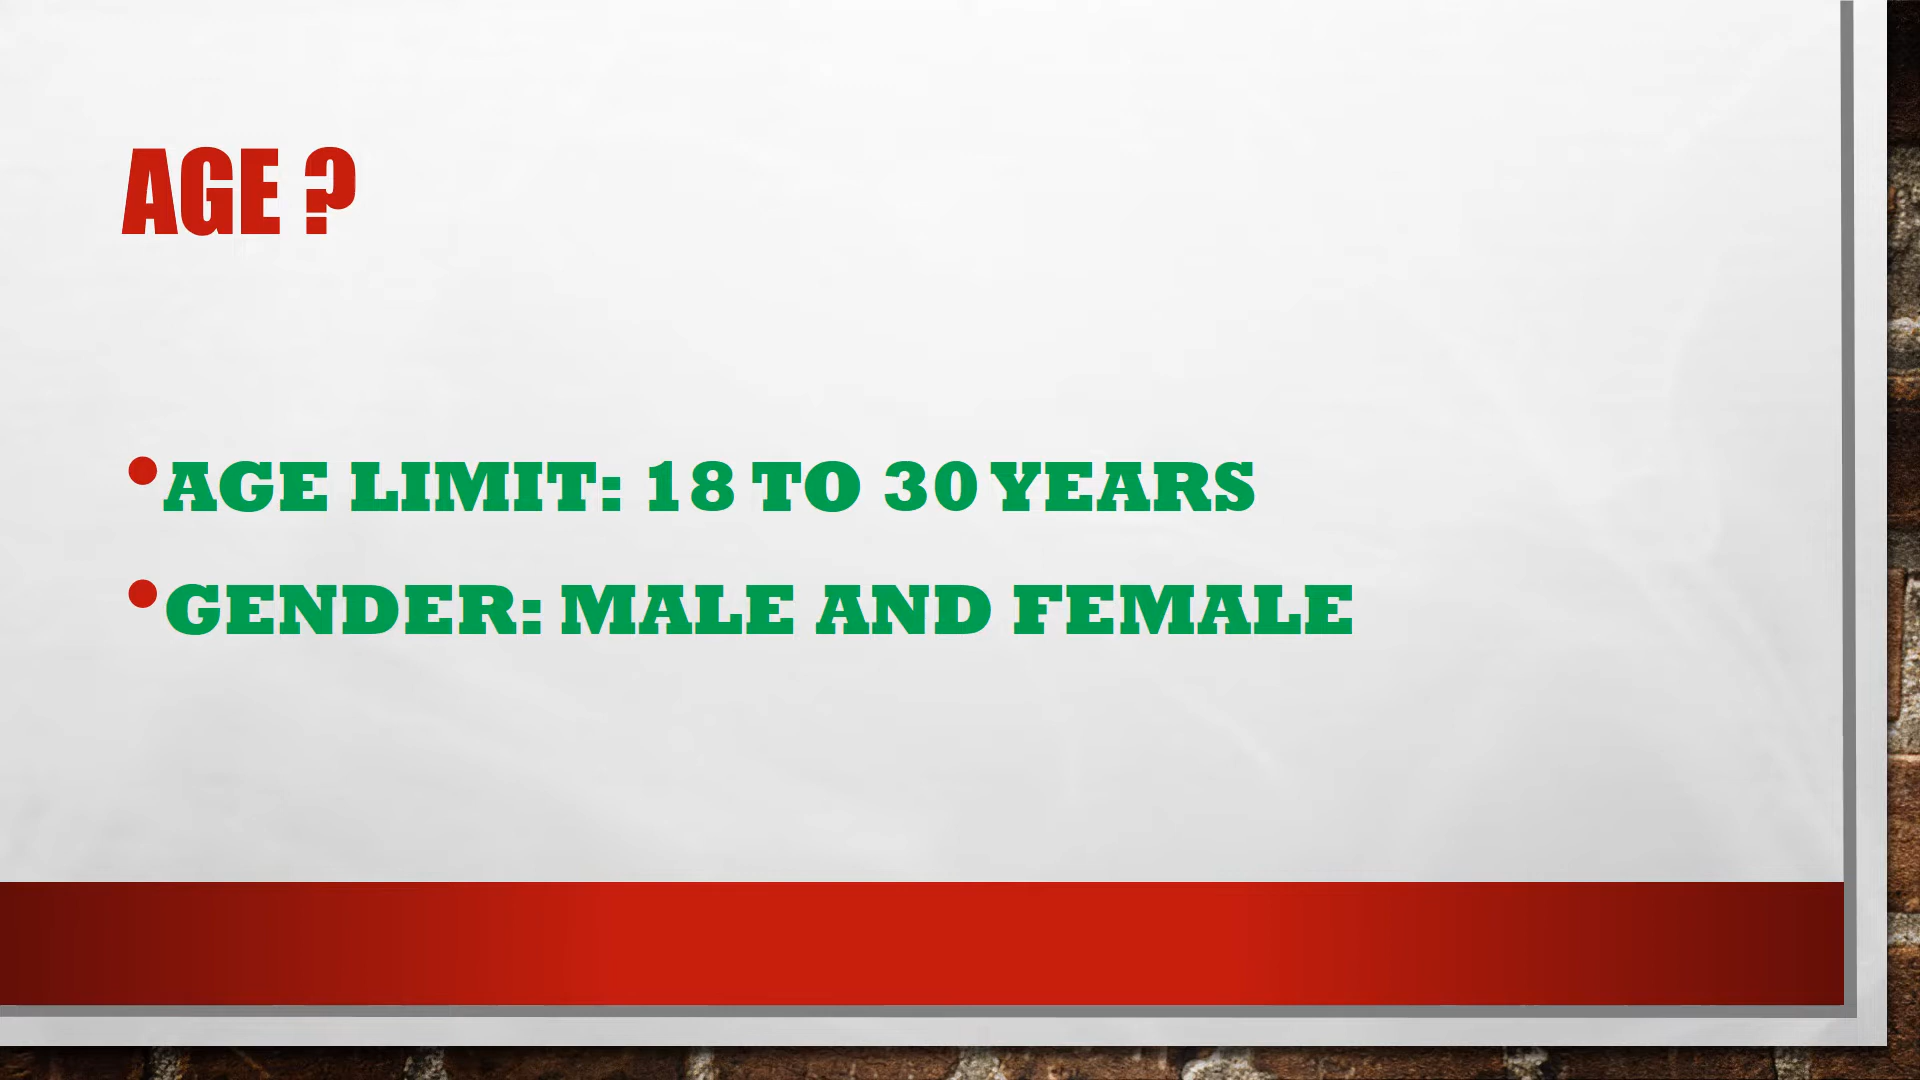 AGE ?
•AGE LIMIT: 18 TO 30 YEARS
•GENDER: MALE AND FEMALE